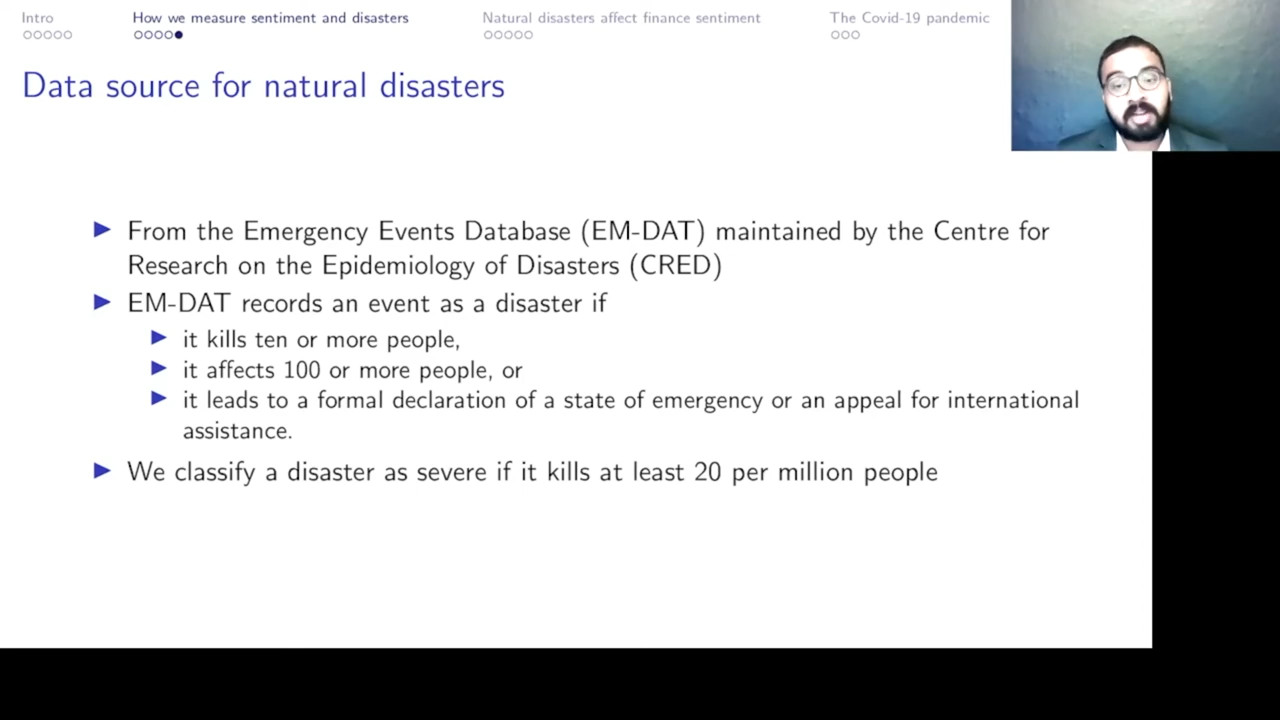 Intro
How we measure sentiment and disasters
Natural disasters affect finance sentiment
The Covid-19 pandemic
Data source for natural disasters
From the Emergency Events Database (EM-DAT) maintained by the Centre for
Research on the Epidemiology of Disasters (CRED)
EM-DAT records an event as a disaster if
it kills ten or more people,
it affects 100 or more people, or
it leads to a formal declaration of a state of emergency or an appeal for international
assistance.
We classify a disaster as severe if it kills at least 20 per million people